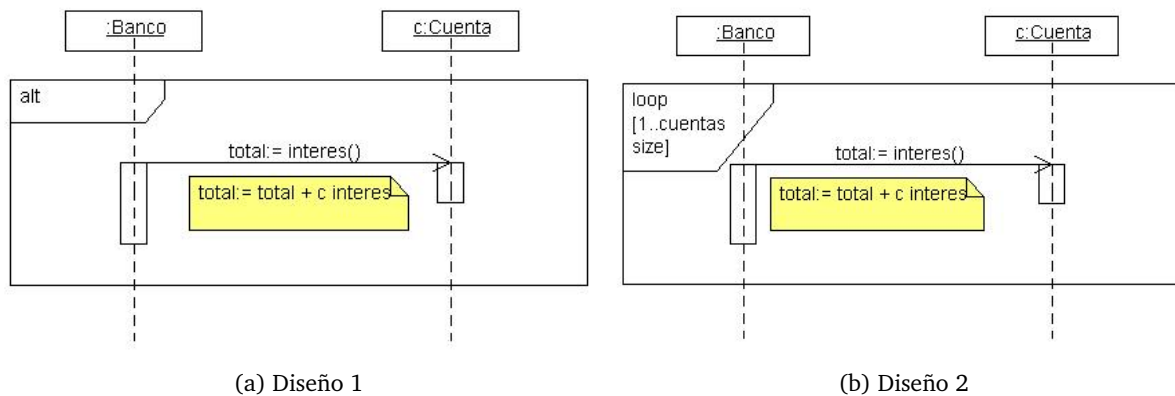 :Banco
c:Cuenta
alt
total:= interes()
total:= total + c interes
(a) Diseño 1
:Banco
c:Cuenta
loop
[1..cuentas
size]
total:= interes()
total:= total + c interes
(b) Diseño 2